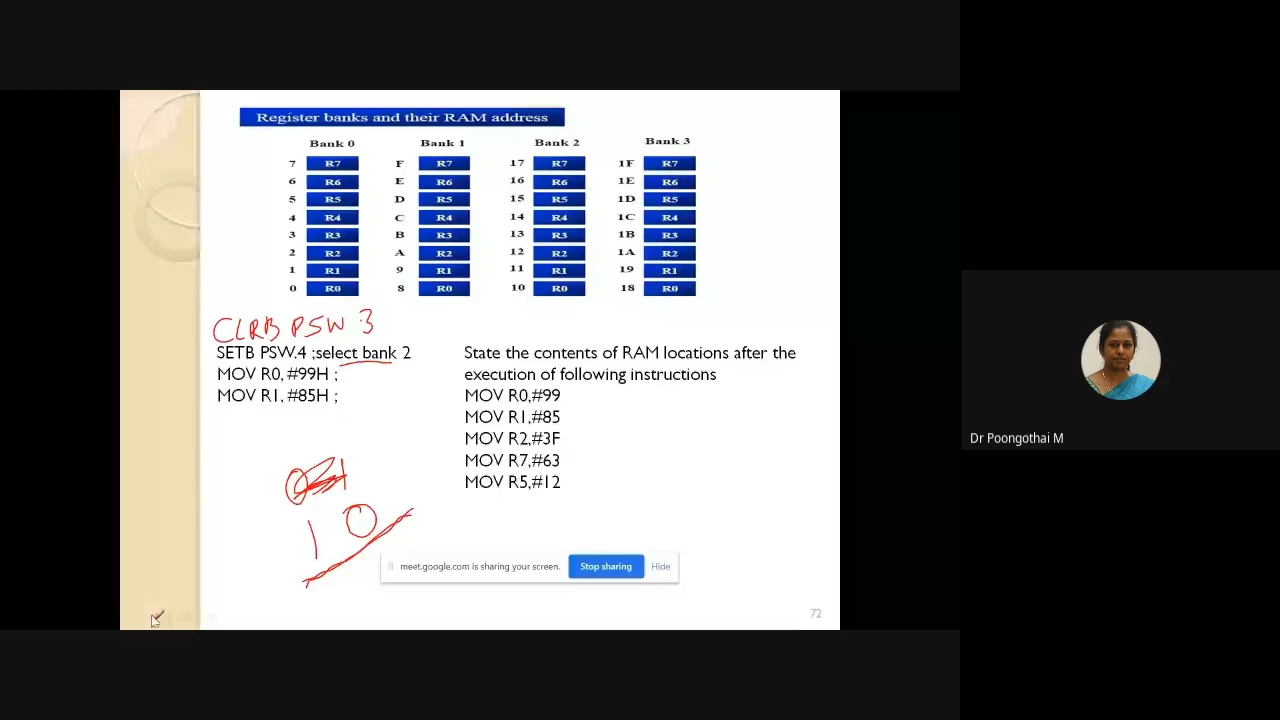 Register banks and their RAM address
Bank 0 Bank 1 Bank 2 Bank 3
7 R7 F R7 17 R7 1F R7
6 R6 E R6 16 R6 1E R6
5 R5 D R5 15 R5 1D R5
4 R4 C R4 14 R4 1C R4
3 R3 B R3 13 R3 1B R3
2 R2 A R2 12 R2 1A R2
1 R1 9 R1 11 R1 19 R1
0 R0 8 R0 10 R0 18 R0
CLRB PSW.3
SETB PSW.4 ;select bank 2
MOV R0, #99H ;
MOV R1, #85H ;
1 0
State the contents of RAM locations after the
execution of following instructions
MOV R0,#99
MOV R1,#85
MOV R2,#3F
MOV R7,#63
MOV R5,#12
meet.google.com is sharing your screen. Stop sharing Hide
72
Dr Poongothai M